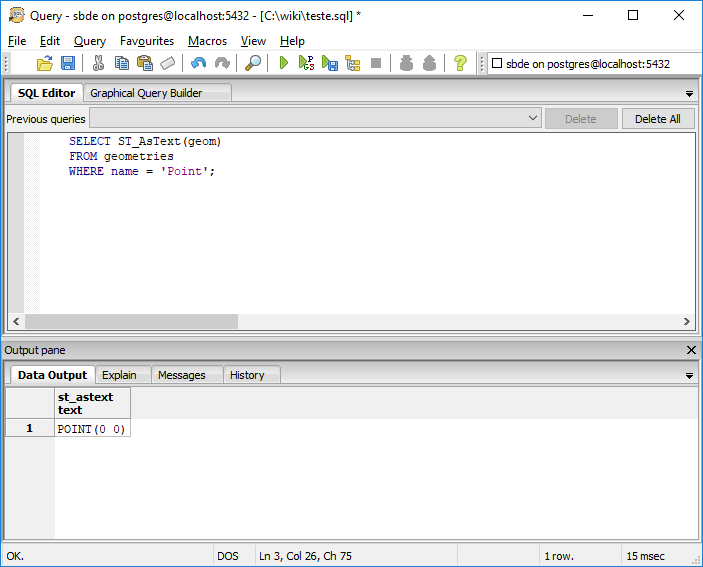 Query - sbde on postgres@localhost:5432 - [C:\wiki\teste.sql] *
File Edit Query Favourites Macros View Help
sbde on postgres@localhost:5432
SQL Editor Graphical Query Builder
Previous queries Delete Delete All
SELECT ST_AsText(geom)
FROM geometries
WHERE name = 'Point';
Output pane
Data Output Explain Messages History
st_astext
text
1 POINT(0 0)
OK. DOS Ln 3, Col 26, Ch 75 1 row. 15 msec